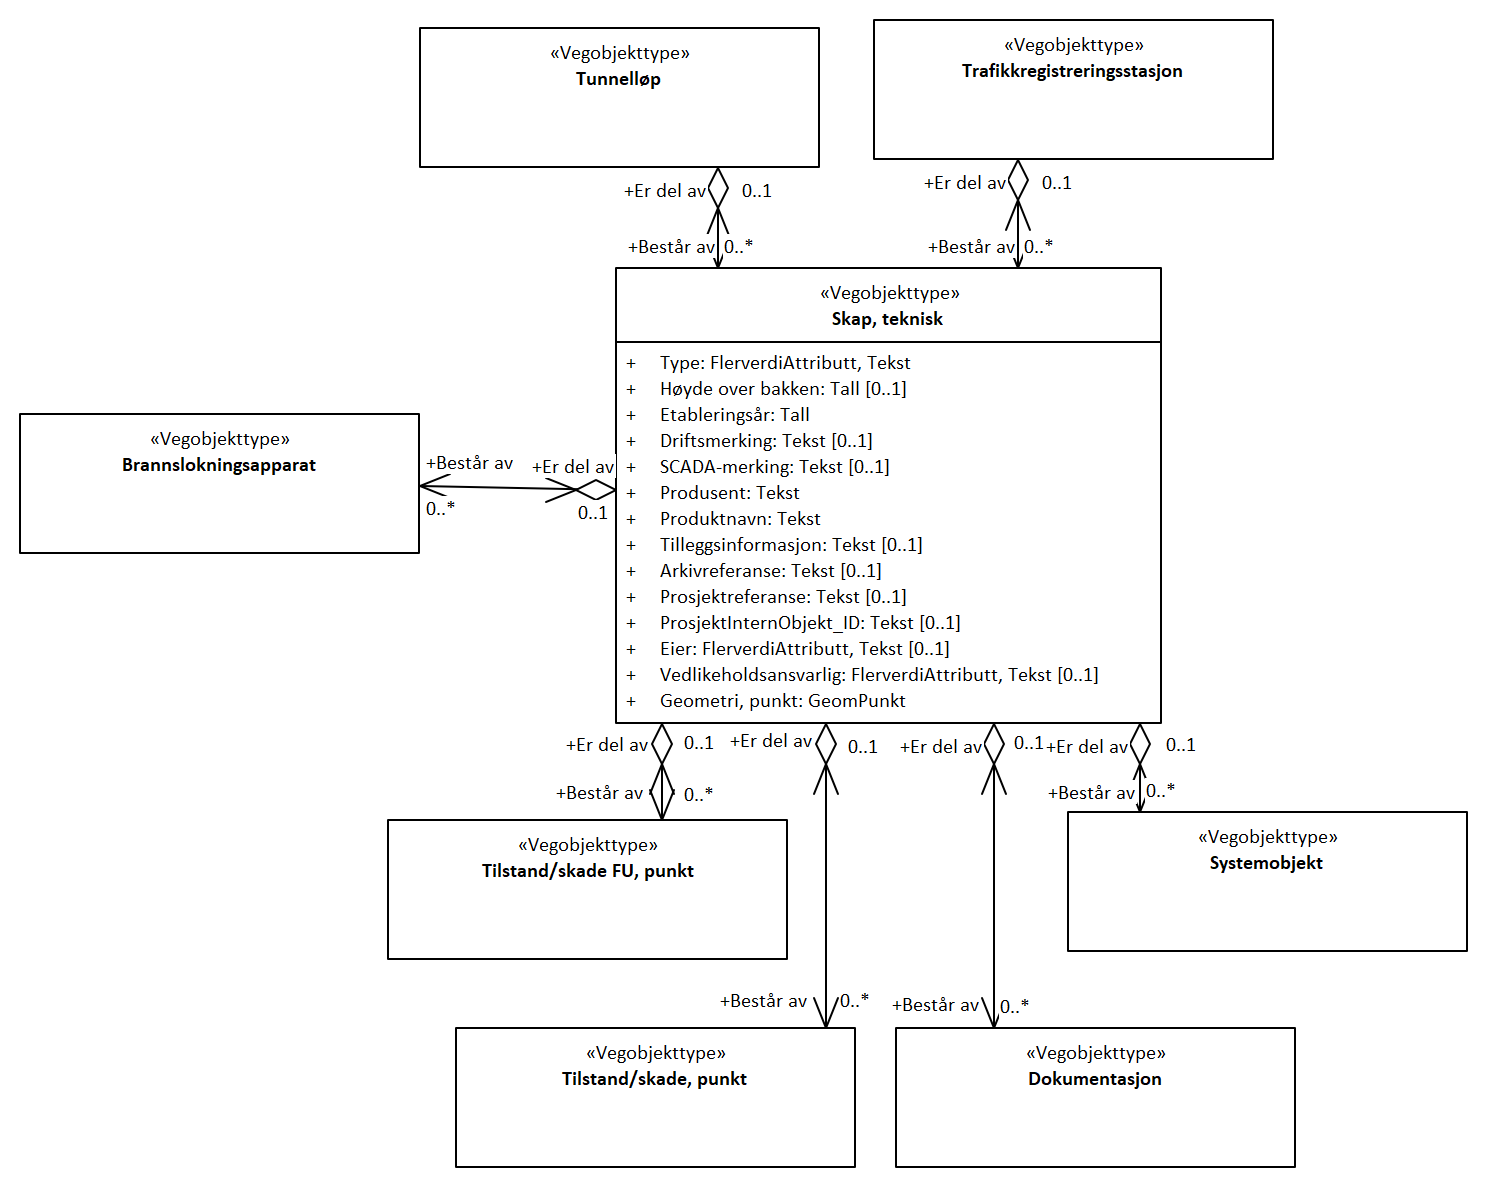 «Vegobjekttype»
Tunnelløp
«Vegobjekttype»
Trafikkregistreringsstasjon
+Er del av
0..1
+Er del av
0..1
+Består av
0..*
+Består av
0..*
«Vegobjekttype»
Skap, teknisk
+ Type: FlerverdiAttributt, Tekst
+ Høyde over bakken: Tall [0..1]
+ Etableringsår: Tall
+ Driftsmerking: Tekst [0..1]
+ SCADA-merking: Tekst [0..1]
+ Produsent: Tekst
+ Produktnavn: Tekst
+ Tilleggsinformasjon: Tekst [0..1]
+ Arkivreferanse: Tekst [0..1]
+ Prosjektreferanse: Tekst [0..1]
+ ProsjektInternObjekt_ID: Tekst [0..1]
+ Eier: FlerverdiAttributt, Tekst [0..1]
+ Vedlikeholdsansvarlig: FlerverdiAttributt, Tekst [0..1]
+ Geometri, punkt: GeomPunkt
«Vegobjekttype»
Brannslokningsapparat
+Består av
+Er del av
0..*
0..1
+Er del av
0..1
+Er del av
0..1
+Er del av
0..1
+Er del av
0..1
+Består av
0..*
+Består av
0..*
«Vegobjekttype»
Tilstand/skade FU, punkt
«Vegobjekttype»
Systemobjekt
+Består av
0..*
+Består av
0..*
«Vegobjekttype»
Tilstand/skade, punkt
«Vegobjekttype»
Dokumentasjon